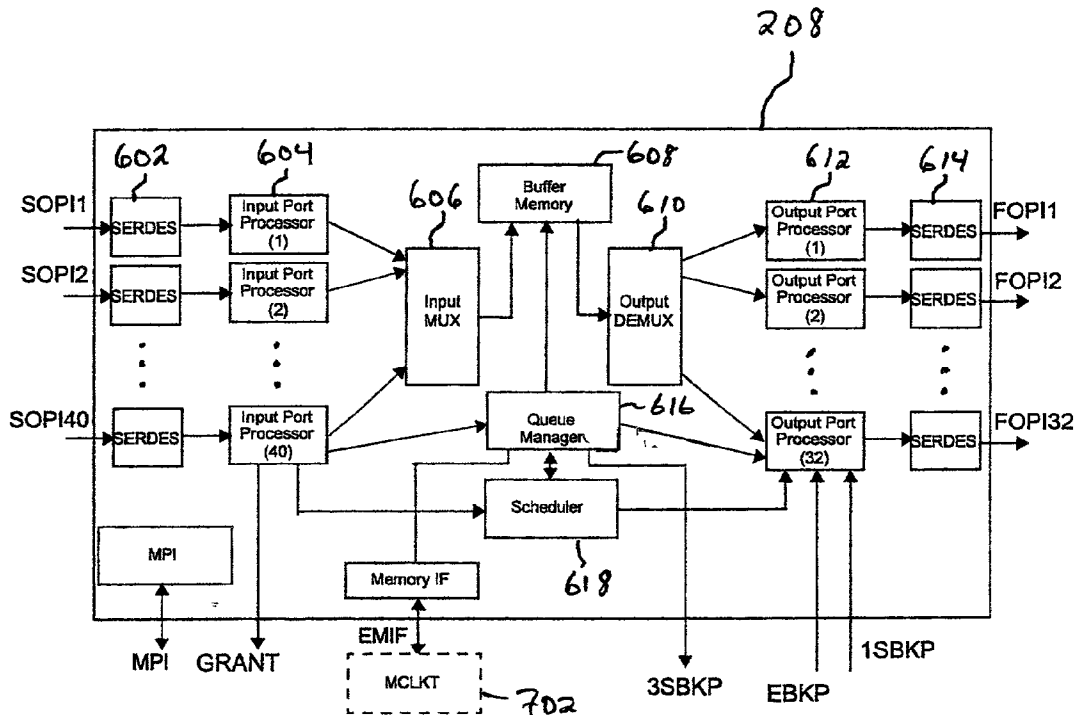 208
602
604
608
612
614
SOPI1
SERDES
Input Port
Processor
(1)
606
Buffer
Memory
610
Output Port
Processor
(1)
SERDES
FOPI1
SOPI2
SERDES
Input Port
Processor
(2)
Input
MUX
Output
DEMUX
Output Port
Processor
(2)
SERDES
FOPI2
SOPI40
SERDES
Input Port
Processor
(40)
Queue
Manager
616
Output Port
Processor
(32)
SERDES
FOPI32
Scheduler
618
MPI
Memory IF
MPI
GRANT
EMIF
3SBKP
EBKP
1SBKP
MCLKT
702